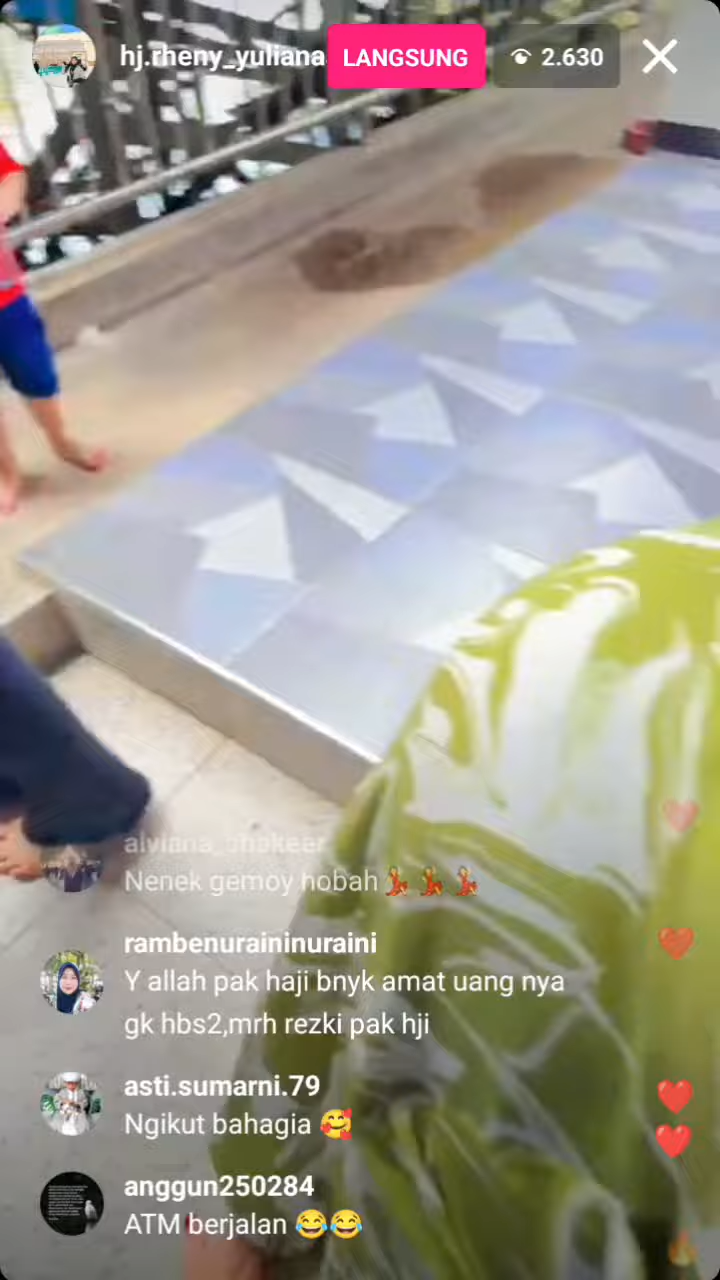 hj.rheny_yuliana LANGSUNG 2.630
Nenek gemoy hobah💃💃💃
rambenuraininuraini
Y allah pak haji bnyk amat uang nya
gk hbs2,mrh rezki pak hji
asti.sumarni.79
Ngikut bahagia 🥰
anggun250284
ATM berjalan 😂😂